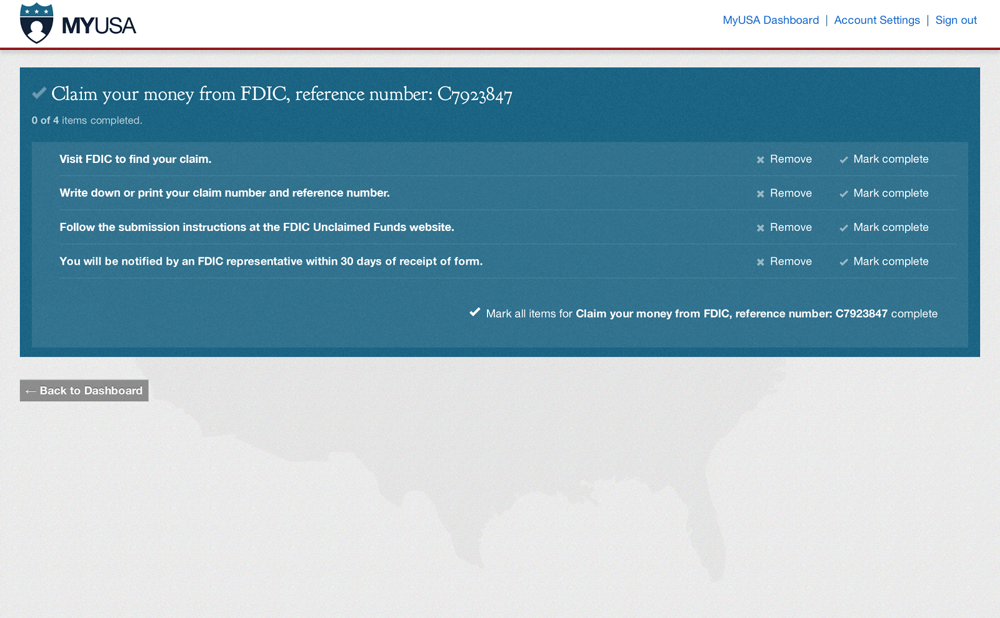 MYUSA
MyUSA Dashboard | Account Settings | Sign out
Claim your money from FDIC, reference number: C7923847
0 of 4 items completed.
Visit FDIC to find your claim. Remove Mark complete
Write down or print your claim number and reference number. Remove Mark complete
Follow the submission instructions at the FDIC Unclaimed Funds website. Remove Mark complete
You will be notified by an FDIC representative within 30 days of receipt of form. Remove Mark complete
Mark all items for Claim your money from FDIC, reference number: C7923847 complete
← Back to Dashboard